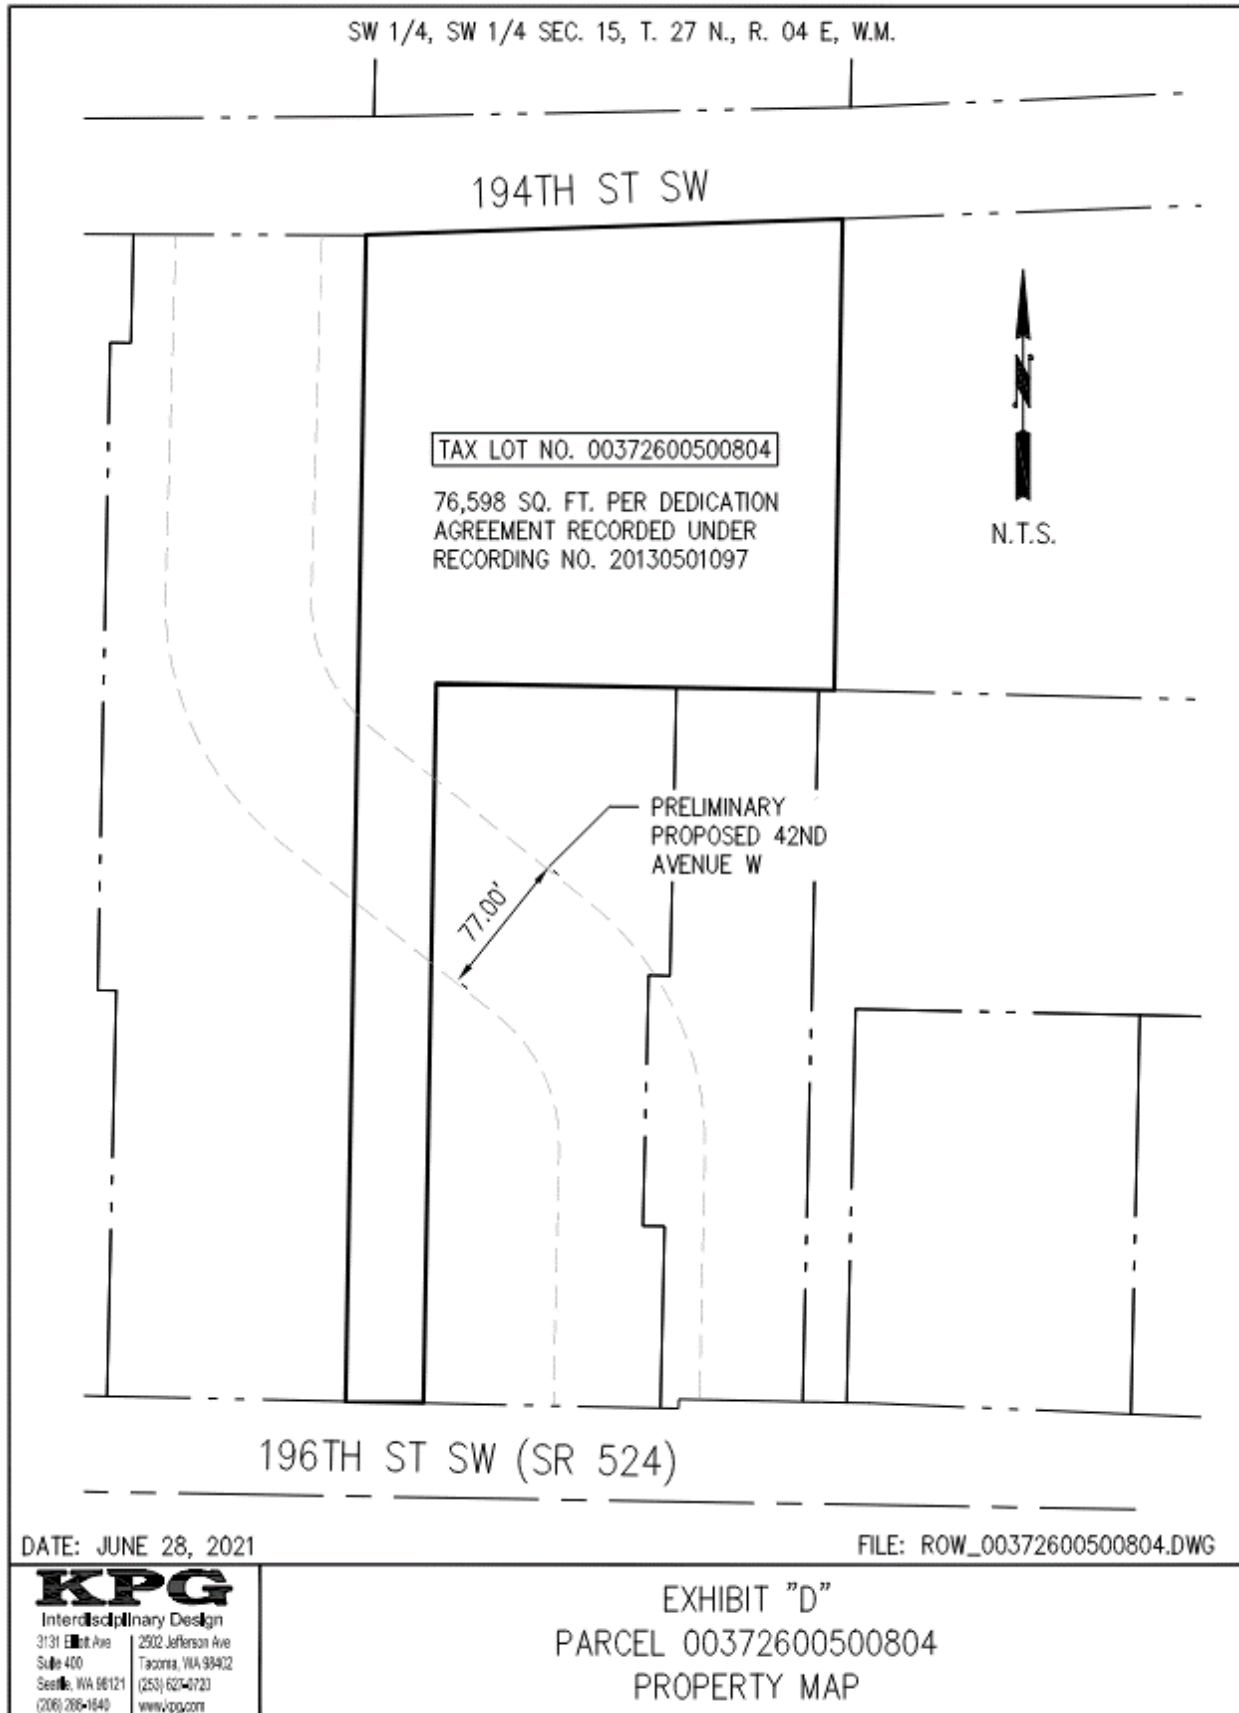 SW 1/4, SW 1/4 SEC. 15, T. 27 N., R. 04 E, W.M.
194TH ST SW
TAX LOT NO. 00372600500804
76,598 SQ. FT. PER DEDICATION
AGREEMENT RECORDED UNDER
RECORDING NO. 20130501097
N
N.T.S.
PRELIMINARY
PROPOSED 42ND
AVENUE W
77.00'
196TH ST SW (SR 524)
DATE: JUNE 28, 2021
FILE: ROW_00372600500804.DWG
KPG
Interdisciplinary Design
3131 Elliott Ave
Suite 400
Seattle, WA 98121
(206) 286-1640
2502 Jefferson Ave
Tacoma, WA 98402
(253) 627-0720
www.kpg.com
EXHIBIT "D"
PARCEL 00372600500804
PROPERTY MAP